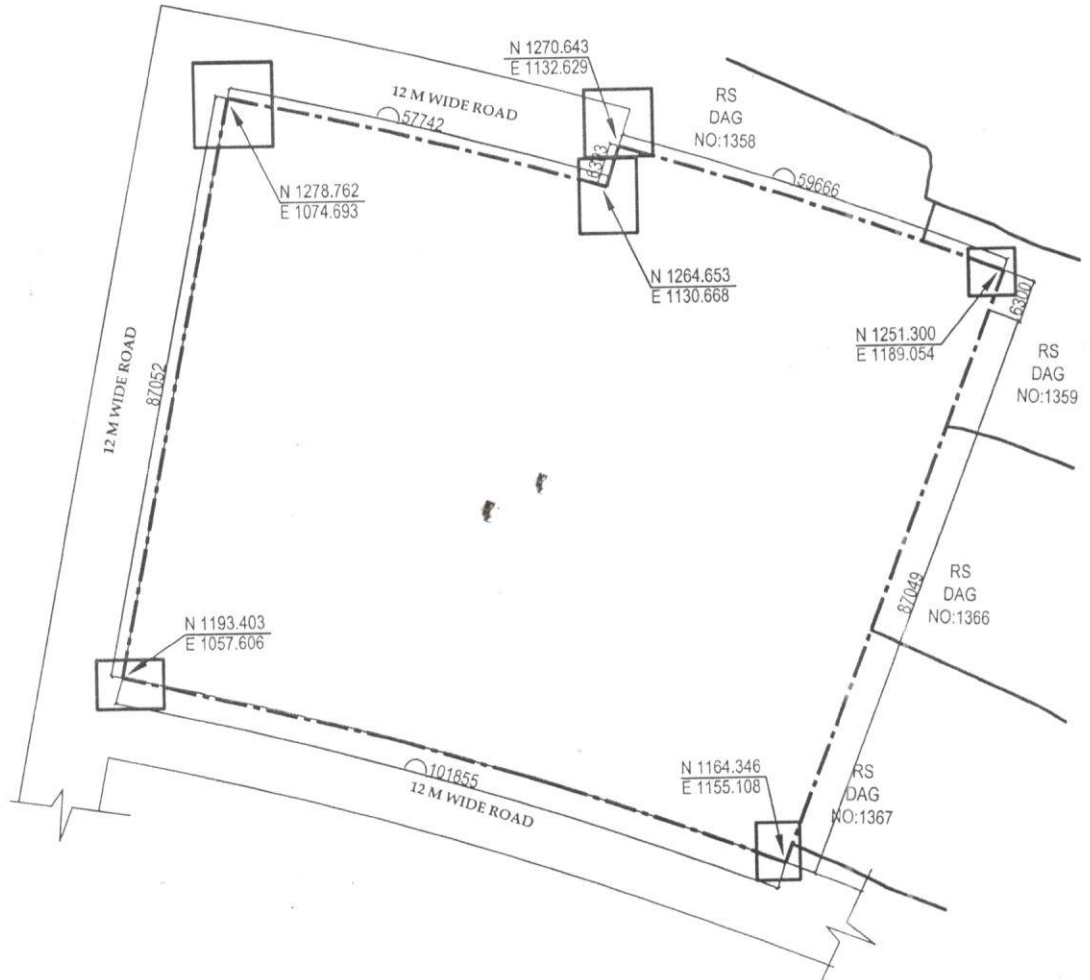 N 1270.643
E 1132.629
12 M WIDE ROAD
57742
RS
DAG
NO:1358
6303
59666
N 1278.762
E 1074.693
N 1264.653
E 1130.668
N 1251.300
E 1189.054
6300
RS
DAG
NO:1359
12 M WIDE ROAD
87052
87049
RS
DAG
NO:1366
N 1193.403
E 1057.606
101855
12 M WIDE ROAD
N 1164.346
E 1155.108
RS
DAG
NO:1367